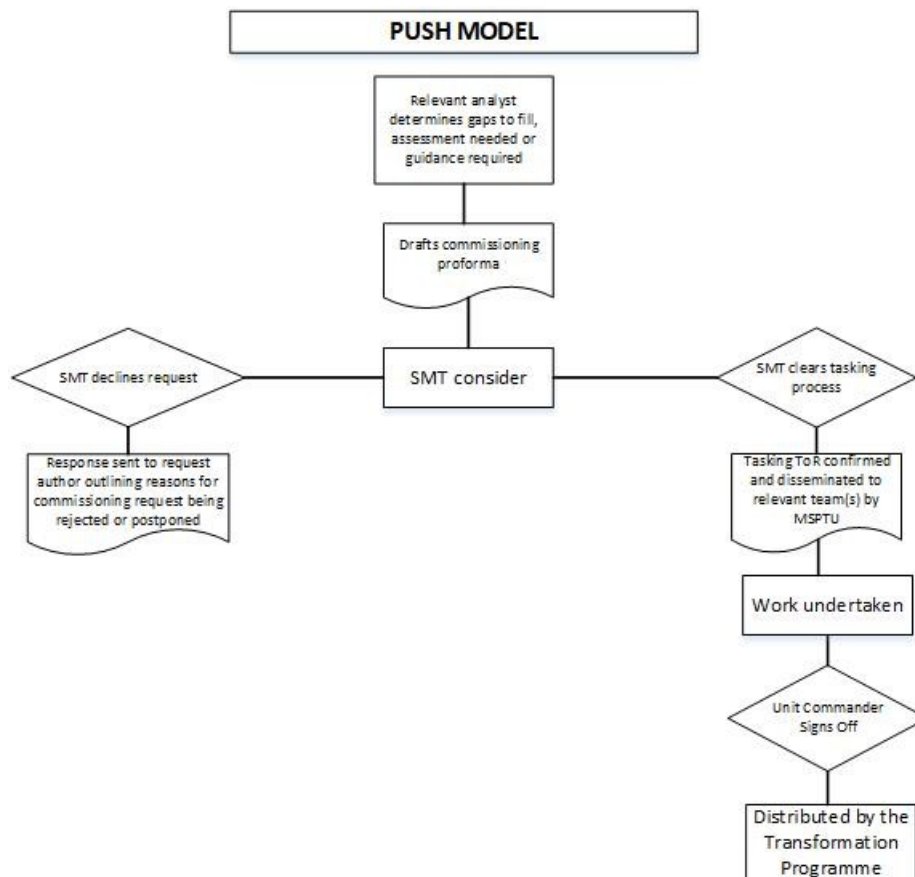 PUSH MODEL
Relevant analyst
determines gaps to fill,
assessment needed or
guidance required
Drafts commissioning
proforma
SMT declines request
SMT consider
SMT clears tasking
process
Response sent to request
author outlining reasons for
commissioning request being
rejected or postponed
Tasking ToR confirmed
and disseminated to
relevant team(s) by
MSPTU
Work undertaken
Unit Commander
Signs Off
Distributed by the
Transformation
Programme